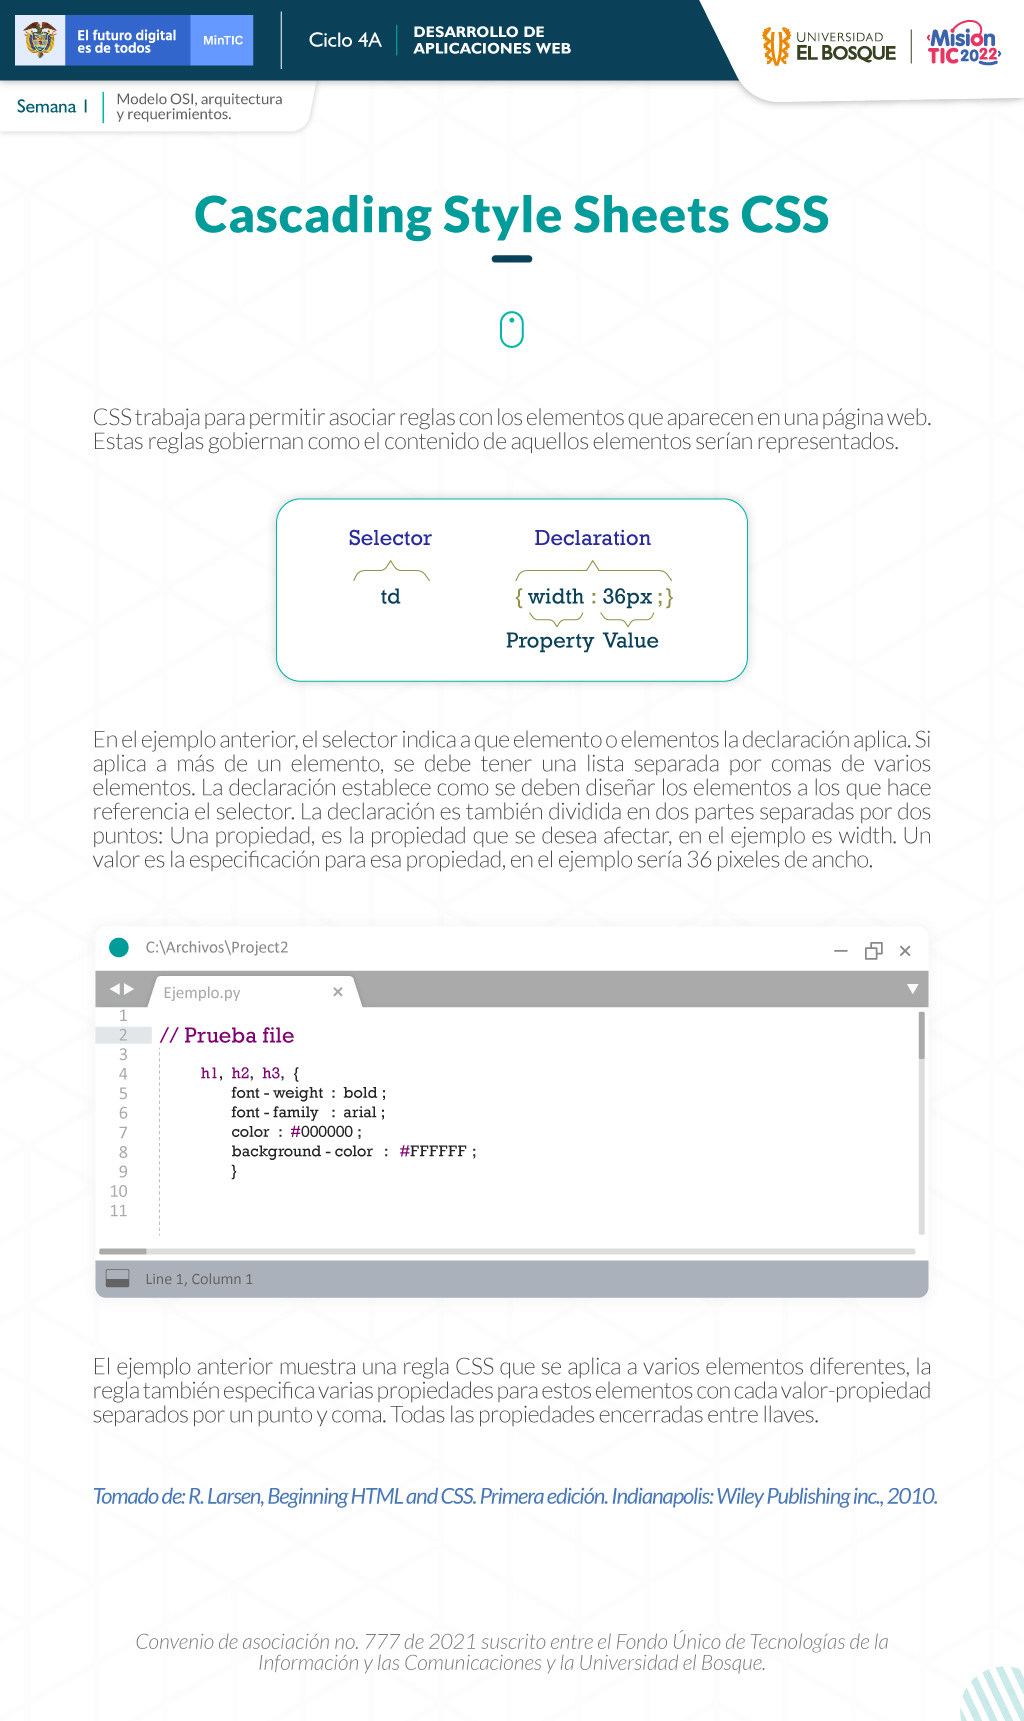 El futuro digital
es de todos
MinTIC
Ciclo 4A
DESARROLLO DE
APLICACIONES WEB
UNIVERSIDAD
EL BOSQUE
Misión
TIC 2022
Semana 1
Modelo OSI, arquitectura
y requerimientos.
Cascading Style Sheets CSS
CSS trabaja para permitir asociar reglas con los elementos que aparecen en una página web.
Estas reglas gobiernan como el contenido de aquellos elementos serían representados.
Selector Declaration
td { width : 36px ; }
Property Value
En el ejemplo anterior, el selector indica a que elemento o elementos la declaración aplica. Si
aplica a más de un elemento, se debe tener una lista separada por comas de varios
elementos. La declaración establece como se deben diseñar los elementos a los que hace
referencia el selector. La declaración es también dividida en dos partes separadas por dos
puntos: Una propiedad, es la propiedad que se desea afectar, en el ejemplo es width. Un
valor es la especificación para esa propiedad, en el ejemplo sería 36 pixeles de ancho.
C:\Archivos\Project2
Ejemplo.py
1
2 // Prueba file
3
4 h1, h2, h3, {
5 font - weight : bold ;
6 font - family : arial ;
7 color : #000000 ;
8 background - color : #FFFFFF ;
9 }
10
11
Line 1, Column 1
El ejemplo anterior muestra una regla CSS que se aplica a varios elementos diferentes, la
regla también especifica varias propiedades para estos elementos con cada valor-propiedad
separados por un punto y coma. Todas las propiedades encerradas entre llaves.
Tomado de: R. Larsen, Beginning HTML and CSS. Primera edición. Indianapolis: Wiley Publishing inc., 2010.
Convenio de asociación no. 777 de 2021 suscrito entre el Fondo Único de Tecnologías de la
Información y las Comunicaciones y la Universidad el Bosque.